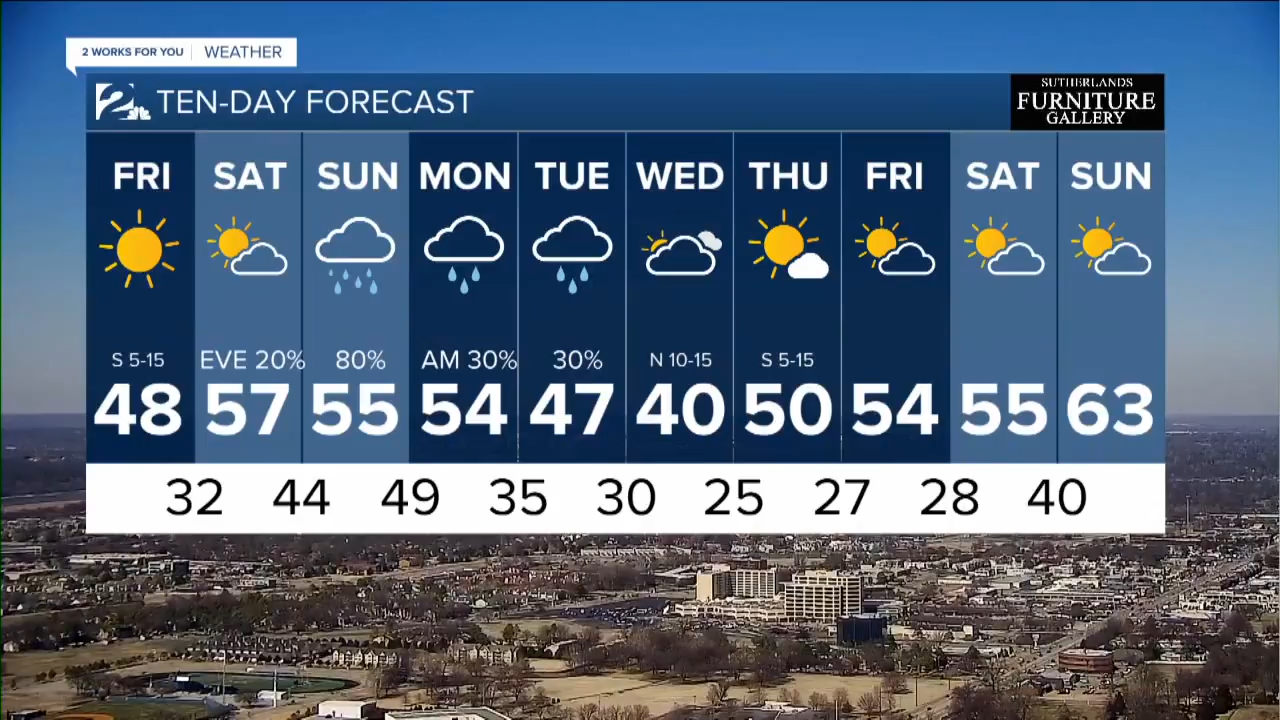 2 WORKS FOR YOU WEATHER
2 TEN-DAY FORECAST
SUTHERLANDS
FURNITURE
GALLERY
FRI SAT SUN MON TUE WED THU FRI SAT SUN
S 5-15 EVE 20% 80% AM 30% 30% N 10-15 S 5-15
48 57 55 54 47 40 50 54 55 63
32 44 49 35 30 25 27 28 40